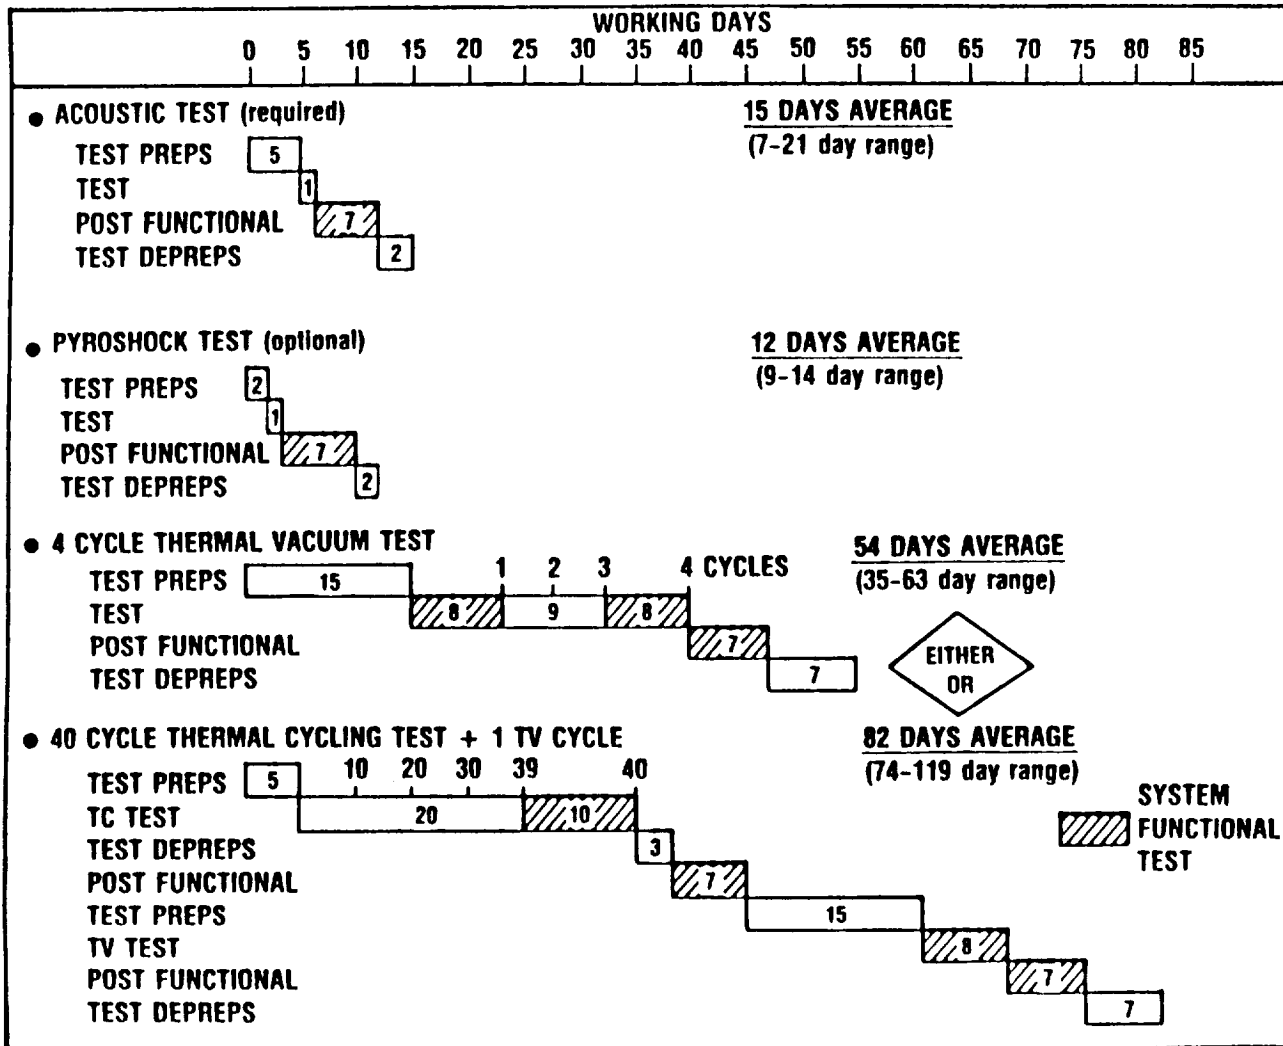 WORKING DAYS
0 5 10 15 20 25 30 35 40 45 50 55 60 65 70 75 80 85
● ACOUSTIC TEST (required)
15 DAYS AVERAGE
(7-21 day range)
TEST PREPS 5
TEST 1
POST FUNCTIONAL 7
TEST DEPREPS 2
● PYROSHOCK TEST (optional)
12 DAYS AVERAGE
(9-14 day range)
TEST PREPS 2
TEST 1
POST FUNCTIONAL 7
TEST DEPREPS 2
● 4 CYCLE THERMAL VACUUM TEST
54 DAYS AVERAGE
(35-63 day range)
1 2 3 4 CYCLES
TEST PREPS 15
TEST 8 9 8
POST FUNCTIONAL 7
TEST DEPREPS 7
EITHER
OR
● 40 CYCLE THERMAL CYCLING TEST + 1 TV CYCLE
82 DAYS AVERAGE
(74-119 day range)
10 20 30 39 40
TEST PREPS 5
TC TEST 20 10
TEST DEPREPS 3
POST FUNCTIONAL 7
TEST PREPS 15
TV TEST 8
POST FUNCTIONAL 7
TEST DEPREPS 7
SYSTEM
FUNCTIONAL
TEST